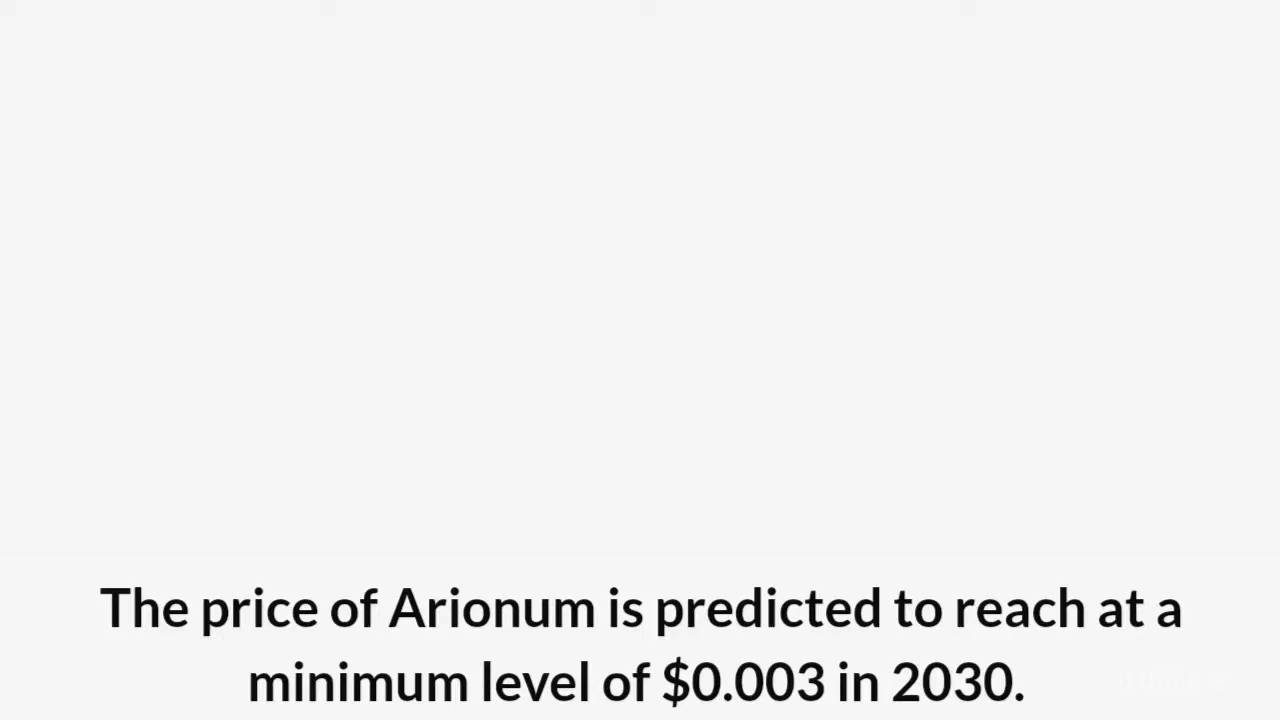 The price of Arionum is predicted to reach at a
minimum level of $0.003 in 2030.